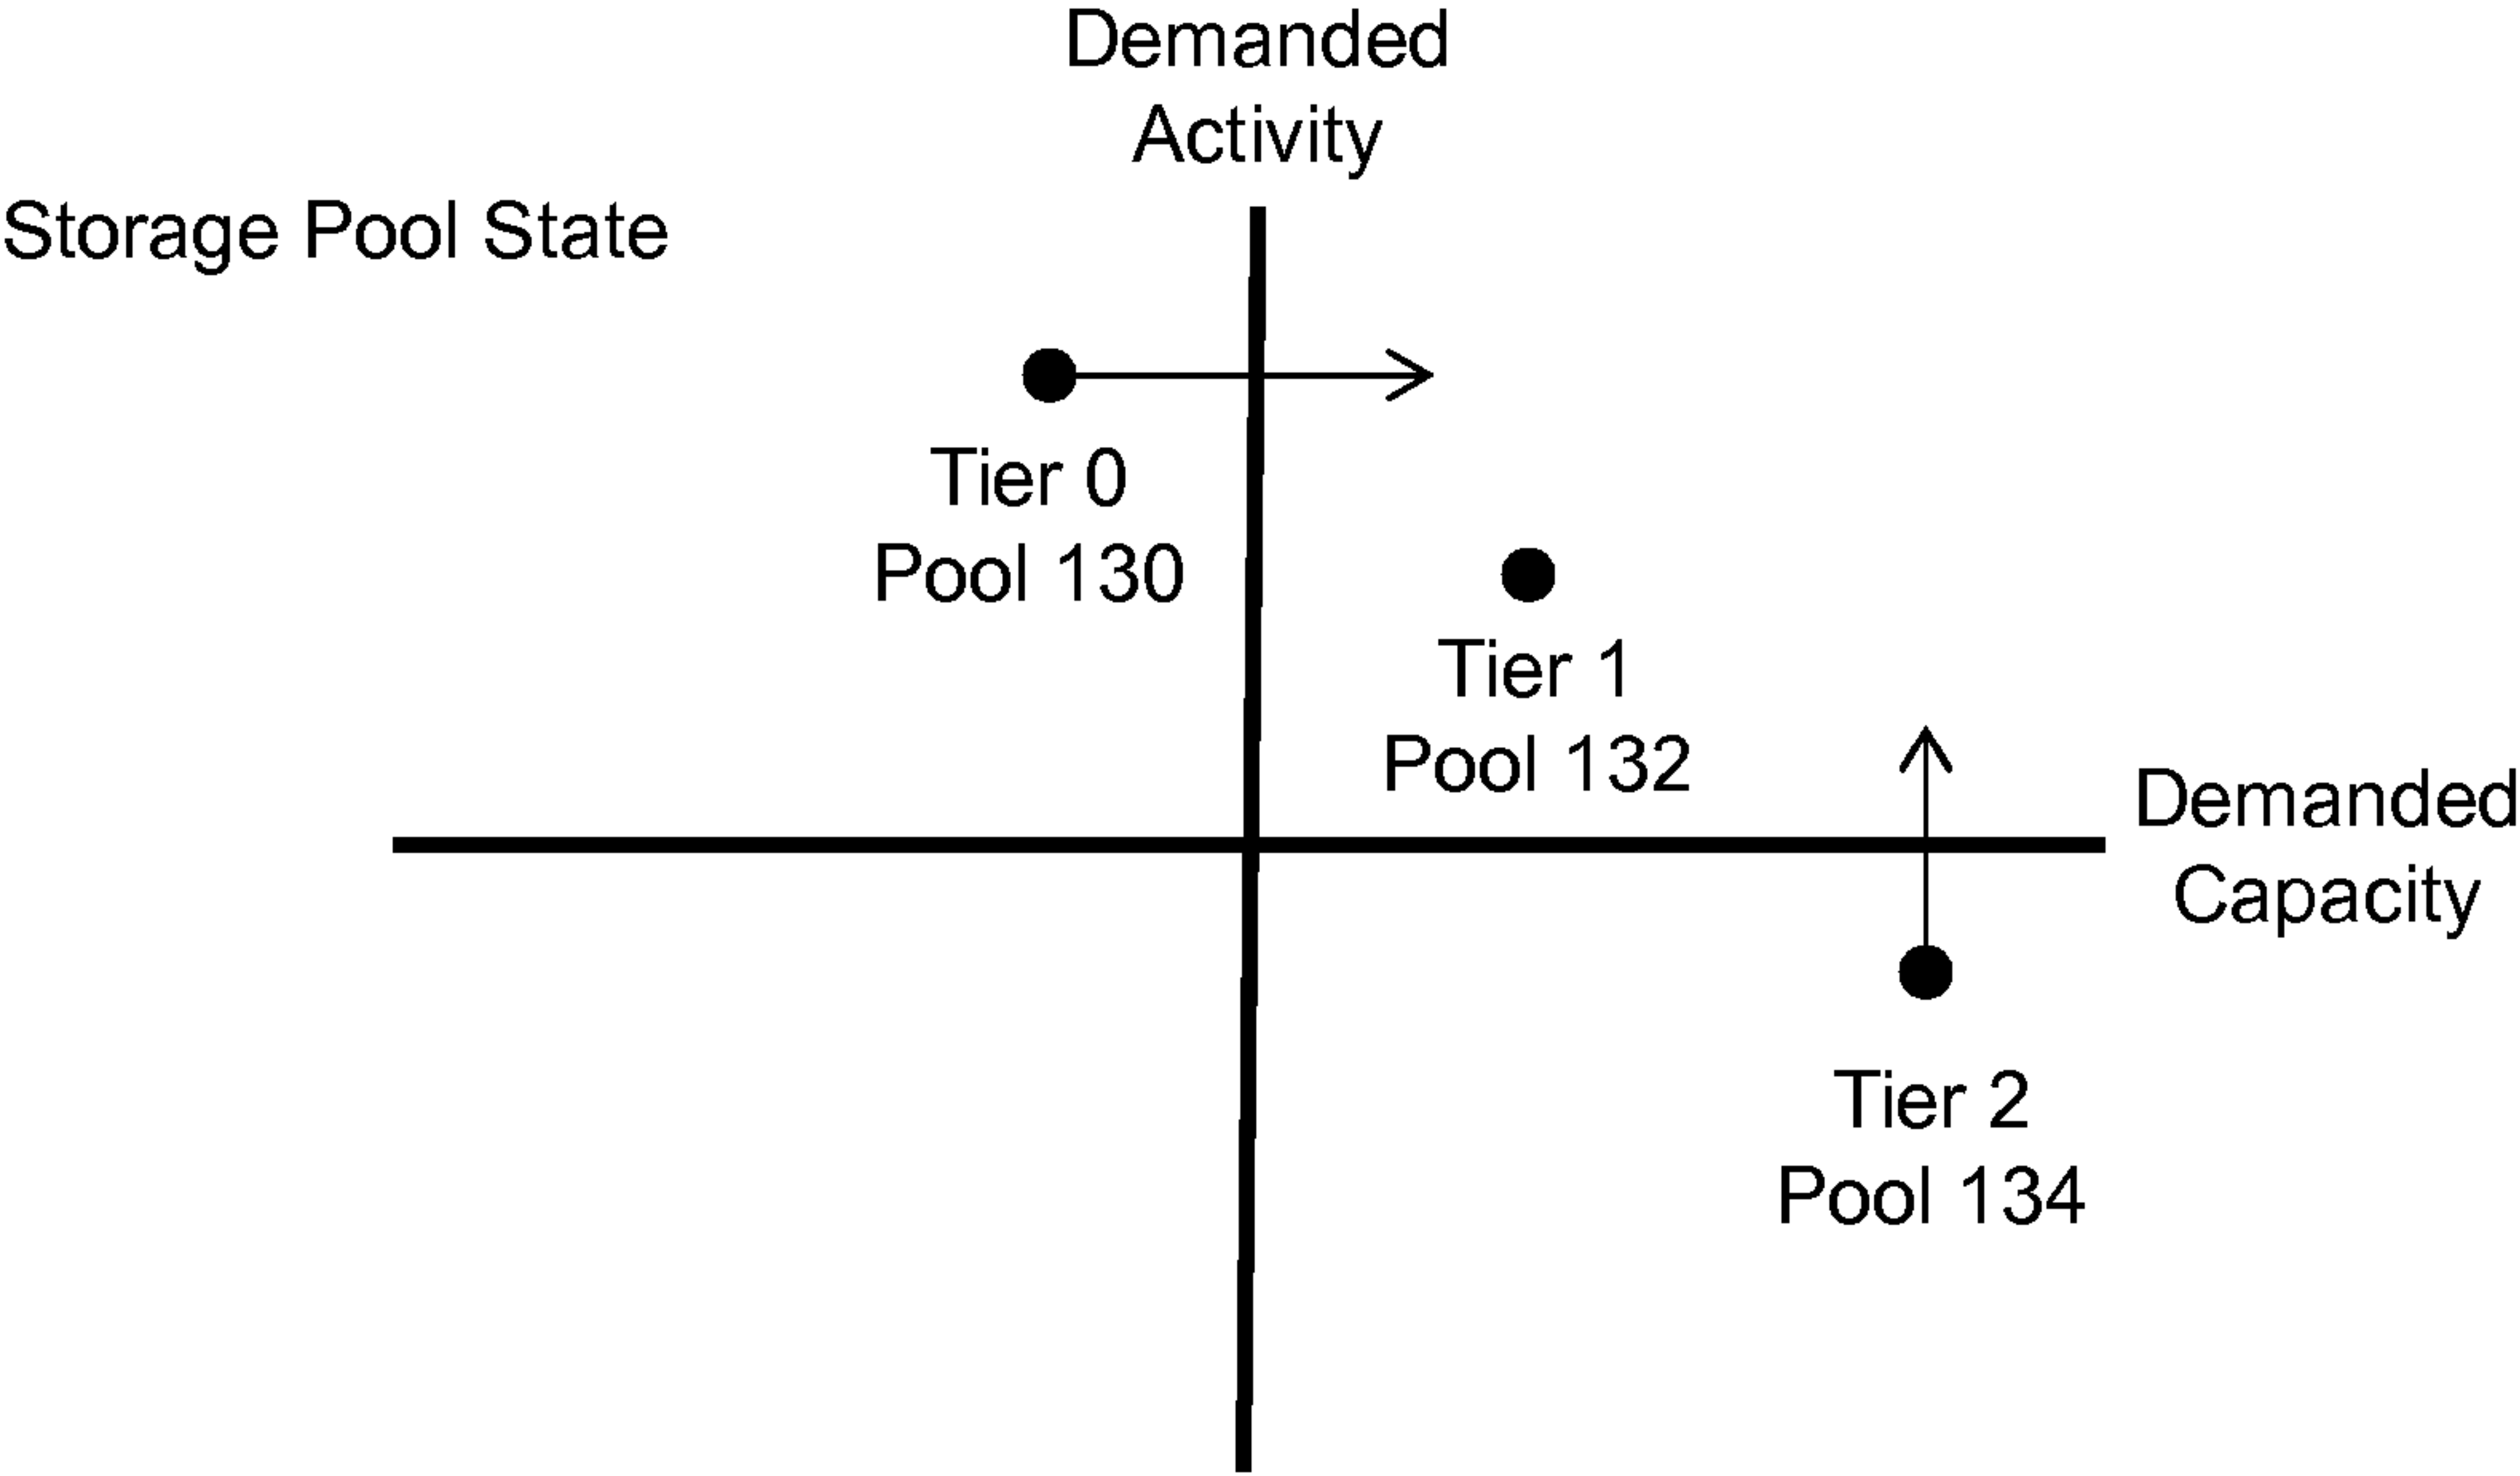 Demanded
Activity
Storage Pool State
Tier 0
Pool 130
Tier 1
Pool 132
Demanded
Capacity
Tier 2
Pool 134